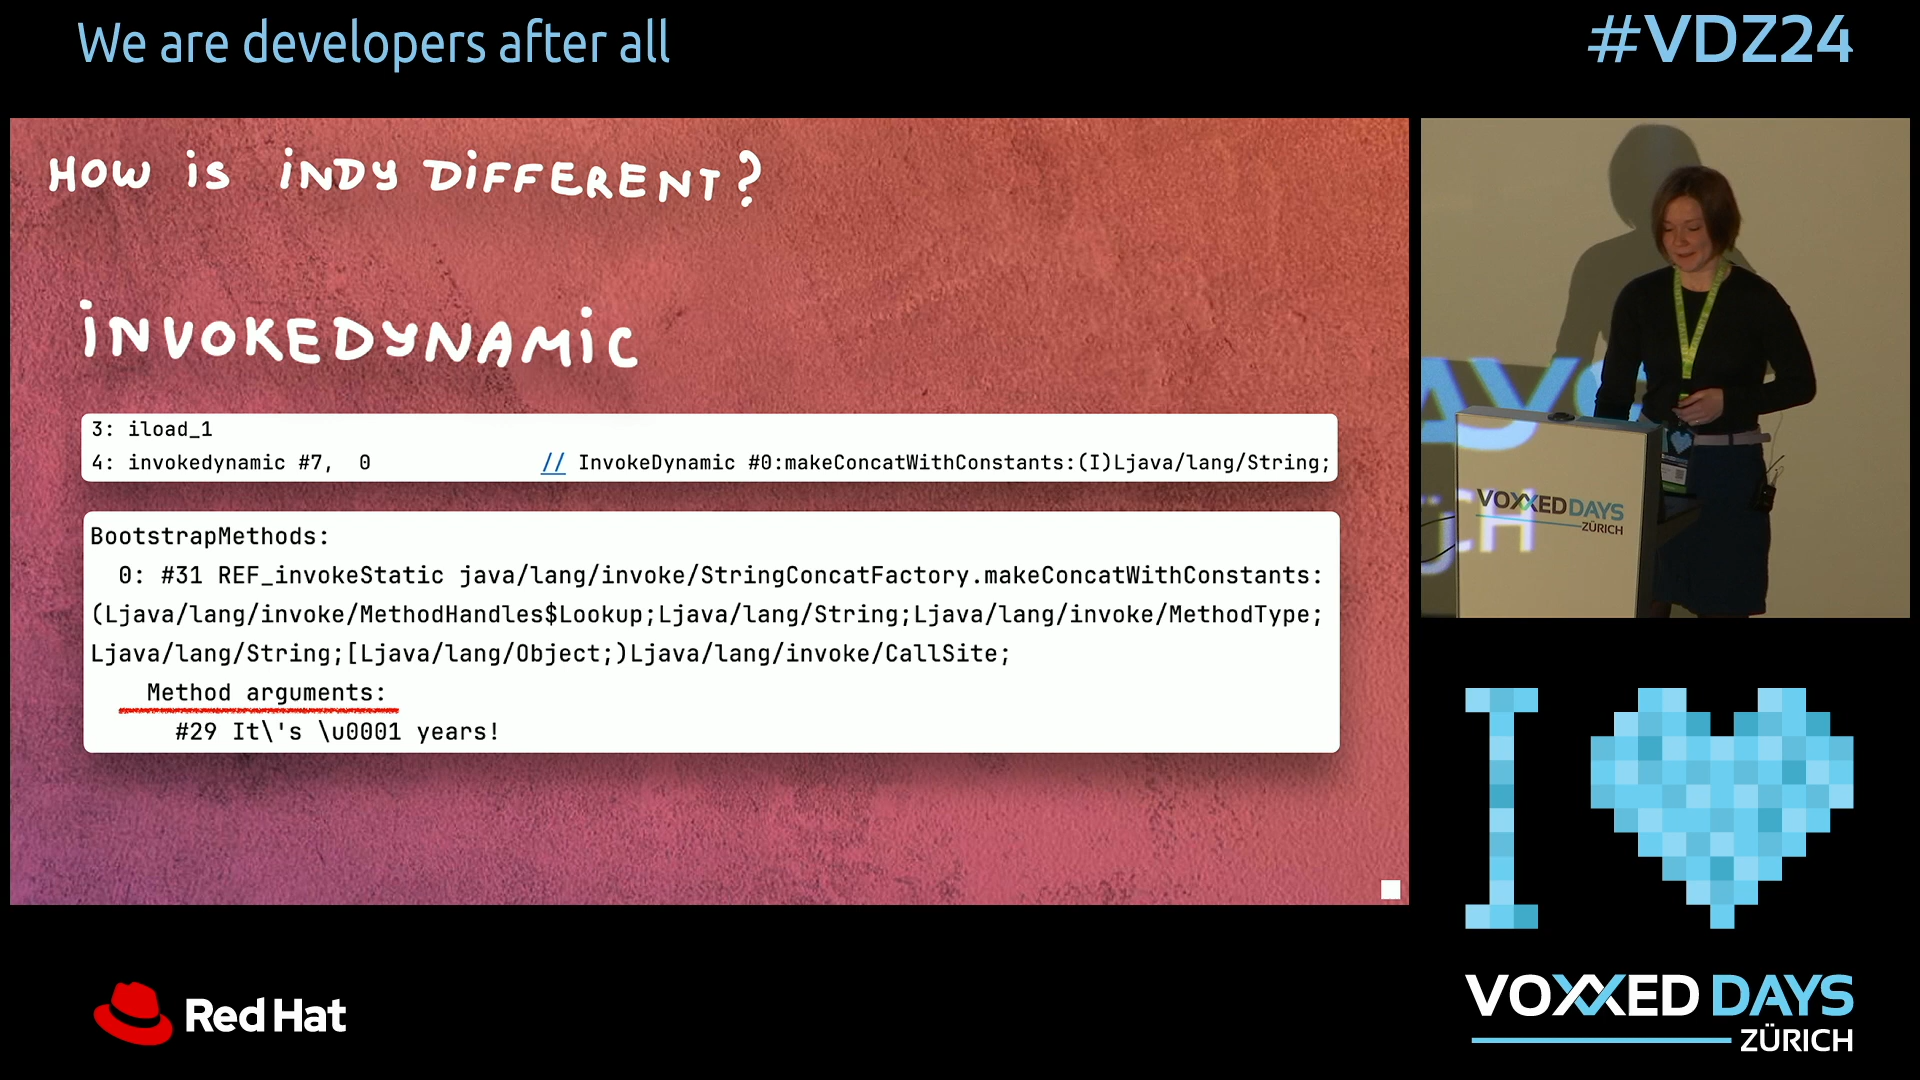 We are developers after all
#VDZ24
HOW iS iNDY DiFFERENT?
iNVOKEDYNAMiC
3: iload_1
4: invokedynamic #7,  0 // InvokeDynamic #0:makeConcatWithConstants:(I)Ljava/lang/String;
BootstrapMethods:
0: #31 REF_invokeStatic java/lang/invoke/StringConcatFactory.makeConcatWithConstants:
(Ljava/lang/invoke/MethodHandles$Lookup;Ljava/lang/String;Ljava/lang/invoke/MethodType;
Ljava/lang/String;[Ljava/lang/Object;)Ljava/lang/invoke/CallSite;
Method arguments:
#29 It\'s \u0001 years!
AYS
VOXXED DAYS
ZÜRICH
ÜCH
I
Red Hat
VOXXED DAYS
ZÜRICH